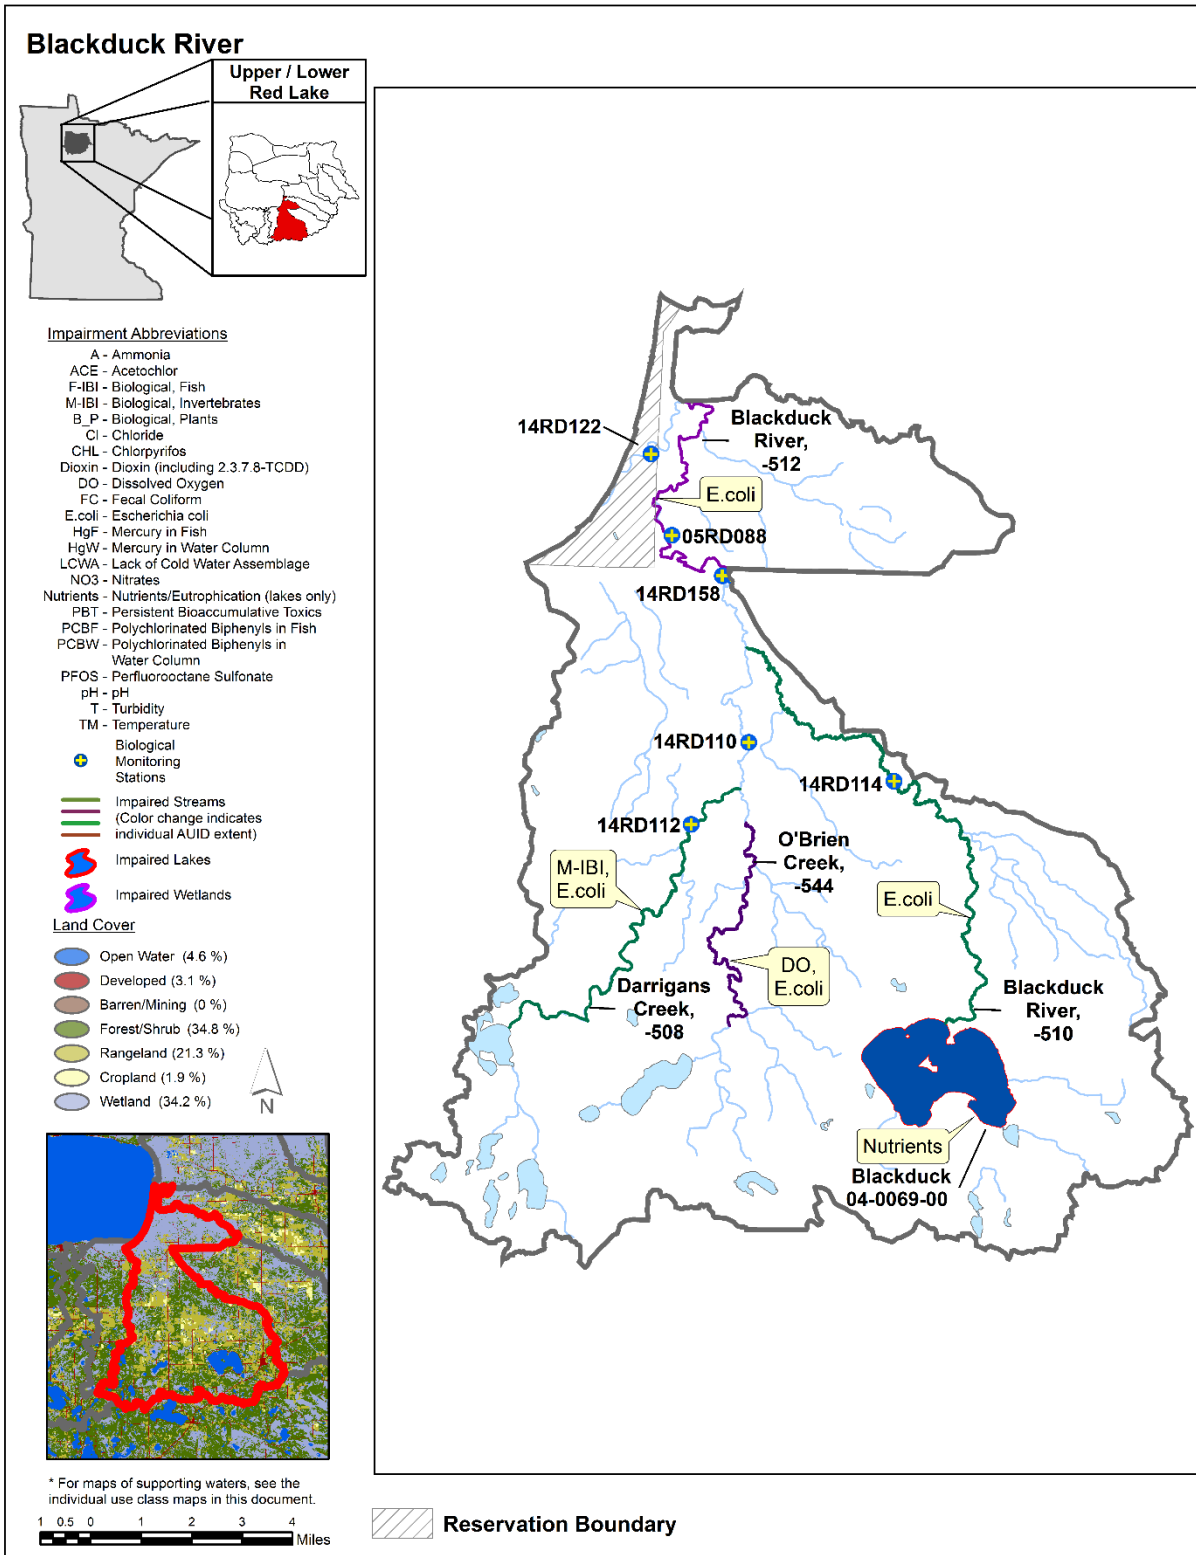 Blackduck River
Upper / Lower
Red Lake
Impairment Abbreviations
A - Ammonia
ACE - Acetochlor
F-IBI - Biological, Fish
M-IBI - Biological, Invertebrates
B_P - Biological, Plants
Cl - Chloride
CHL - Chlorpyrifos
Dioxin - Dioxin (including 2.3.7.8-TCDD)
DO - Dissolved Oxygen
FC - Fecal Coliform
E.coli - Escherichia coli
HgF - Mercury in Fish
HgW - Mercury in Water Column
LCWA - Lack of Cold Water Assemblage
NO3 - Nitrates
Nutrients - Nutrients/Eutrophication (lakes only)
PBT - Persistent Bioaccumulative Toxics
PCBF - Polychlorinated Biphenyls in Fish
PCBW - Polychlorinated Biphenyls in
Water Column
PFOS - Perfluorooctane Sulfonate
pH - pH
T - Turbidity
TM - Temperature
Biological
Monitoring
Stations
Impaired Streams
(Color change indicates
individual AUID extent)
Impaired Lakes
Impaired Wetlands
Land Cover
Open Water (4.6 %)
Developed (3.1 %)
Barren/Mining (0 %)
Forest/Shrub (34.8 %)
Rangeland (21.3 %)
Cropland (1.9 %)
Wetland (34.2 %)
N
* For maps of supporting waters, see the
individual use class maps in this document.
1 0.5 0 1 2 3 4
Miles
14RD122
Blackduck
River,
-512
E.coli
05RD088
14RD158
14RD110
14RD114
14RD112
O'Brien
Creek,
-544
M-IBI,
E.coli
E.coli
DO,
E.coli
Darrigans
Creek,
-508
Blackduck
River,
-510
Nutrients
Blackduck
04-0069-00
Reservation Boundary